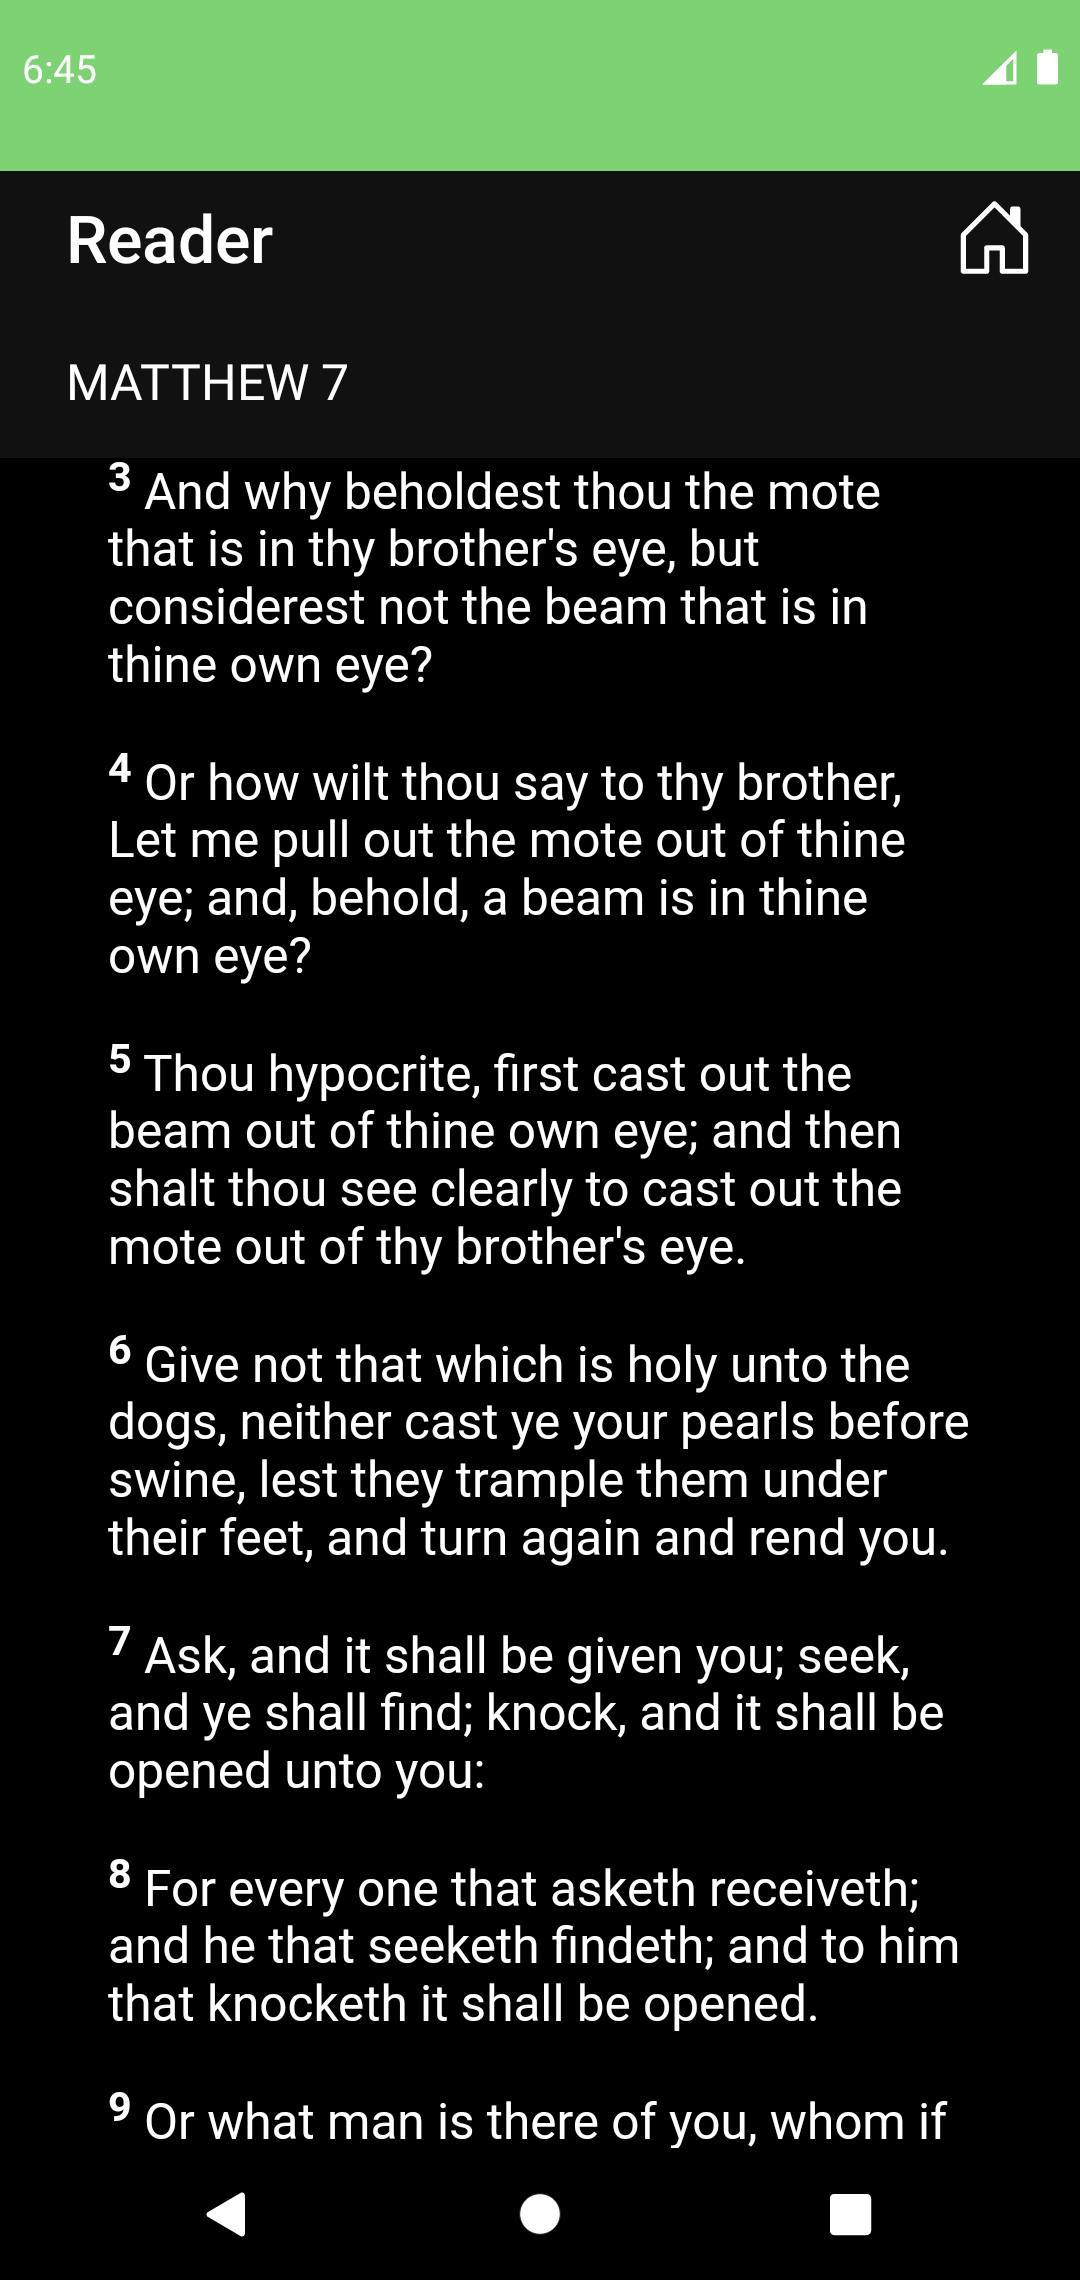 6:45
Reader
MATTHEW 7
3 And why beholdest thou the mote
that is in thy brother's eye, but
considerest not the beam that is in
thine own eye?
4 Or how wilt thou say to thy brother,
Let me pull out the mote out of thine
eye; and, behold, a beam is in thine
own eye?
5 Thou hypocrite, first cast out the
beam out of thine own eye; and then
shalt thou see clearly to cast out the
mote out of thy brother's eye.
6 Give not that which is holy unto the
dogs, neither cast ye your pearls before
swine, lest they trample them under
their feet, and turn again and rend you.
7 Ask, and it shall be given you; seek,
and ye shall find; knock, and it shall be
opened unto you:
8 For every one that asketh receiveth;
and he that seeketh findeth; and to him
that knocketh it shall be opened.
9 Or what man is there of you, whom if